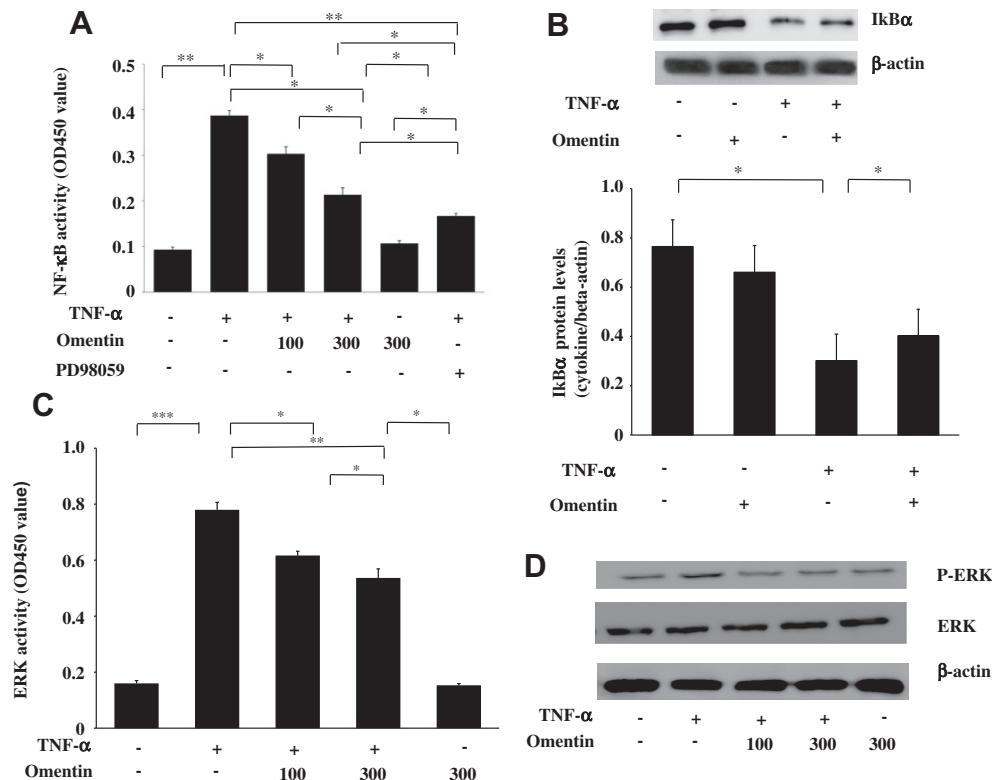 A
** 
*
** * *
* 
* *
*
NF-κB activity (OD450 value)
0.5
0.4
0.3
0.2
0.1
0
TNF-α - + + + - +
Omentin - - 100 300 300 -
PD98059 - - - - - +
B
IkBα
β-actin
TNF-α - - + +
Omentin - + - +
* *
IkBα protein levels
(cytokine/beta-actin)
1.0
0.8
0.6
0.4
0.2
0
TNF-α - - + +
Omentin - + - +
C
*** * *
**
*
ERK activity (OD450 value)
1.0
0.8
0.6
0.4
0.2
0
TNF-α - + + + -
Omentin - - 100 300 300
D
P-ERK
ERK
β-actin
TNF-α - + + + -
Omentin - - 100 300 300